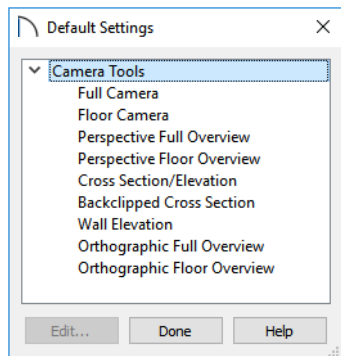 Default Settings
Camera Tools
Full Camera
Floor Camera
Perspective Full Overview
Perspective Floor Overview
Cross Section/Elevation
Backclipped Cross Section
Wall Elevation
Orthographic Full Overview
Orthographic Floor Overview
Edit... Done Help